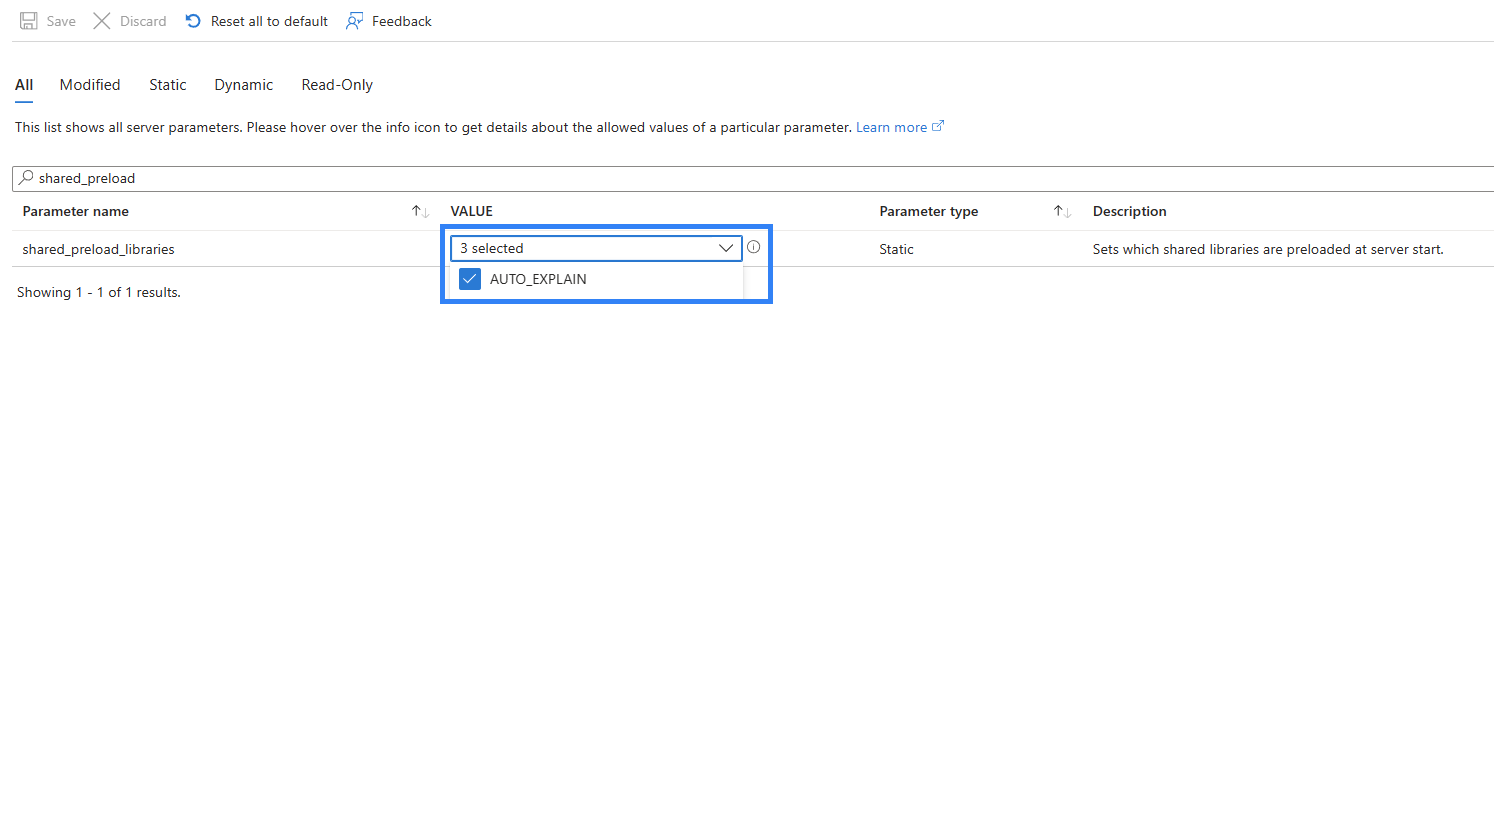 Save Discard Reset all to default Feedback
All Modified Static Dynamic Read-Only
This list shows all server parameters. Please hover over the info icon to get details about the allowed values of a particular parameter. Learn more
shared_preload
Parameter name VALUE Parameter type Description
shared_preload_libraries 3 selected Static Sets which shared libraries are preloaded at server start.
AUTO_EXPLAIN
Showing 1 - 1 of 1 results.